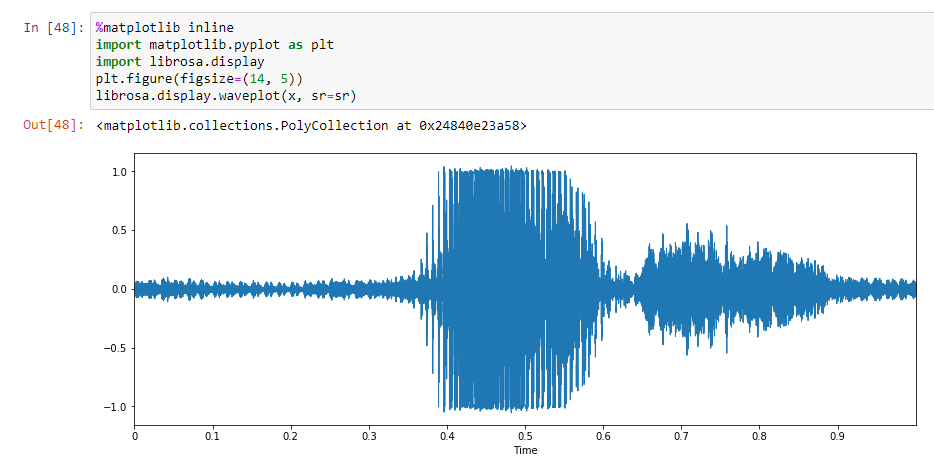 In [48]: %matplotlib inline
import matplotlib.pyplot as plt
import librosa.display
plt.figure(figsize=(14, 5))
librosa.display.waveplot(x, sr=sr)
Out[48]: <matplotlib.collections.PolyCollection at 0x24840e23a58>
1.0
0.5
0.0
−0.5
−1.0
0 0.1 0.2 0.3 0.4 0.5 0.6 0.7 0.8 0.9
Time